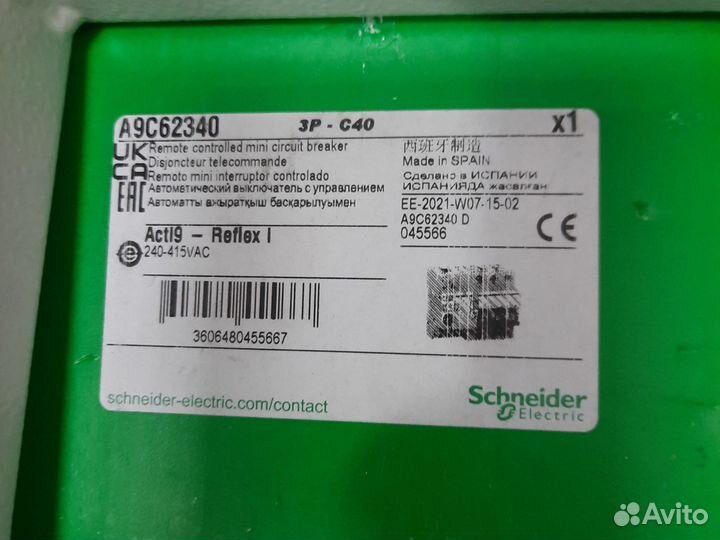 A9C62340 3P - C40 x1
UK CA
EAC
Remote controlled mini circuit breaker
Disjoncteur telecommande
Remoto mini interruptor controlado
Автоматический выключатель с управлением
Автоматты ажыратқыш басқарылуымен
西班牙制造
Made in SPAIN
Сделано в ИСПАНИИ
ИСПАНИЯДА жасалған
EE-2021-W07-15-02
A9C62340 D
045566
CE
Acti9 - Reflex i
240-415VAC
3606480455667
schneider-electric.com/contact
Schneider
Electric
Avito